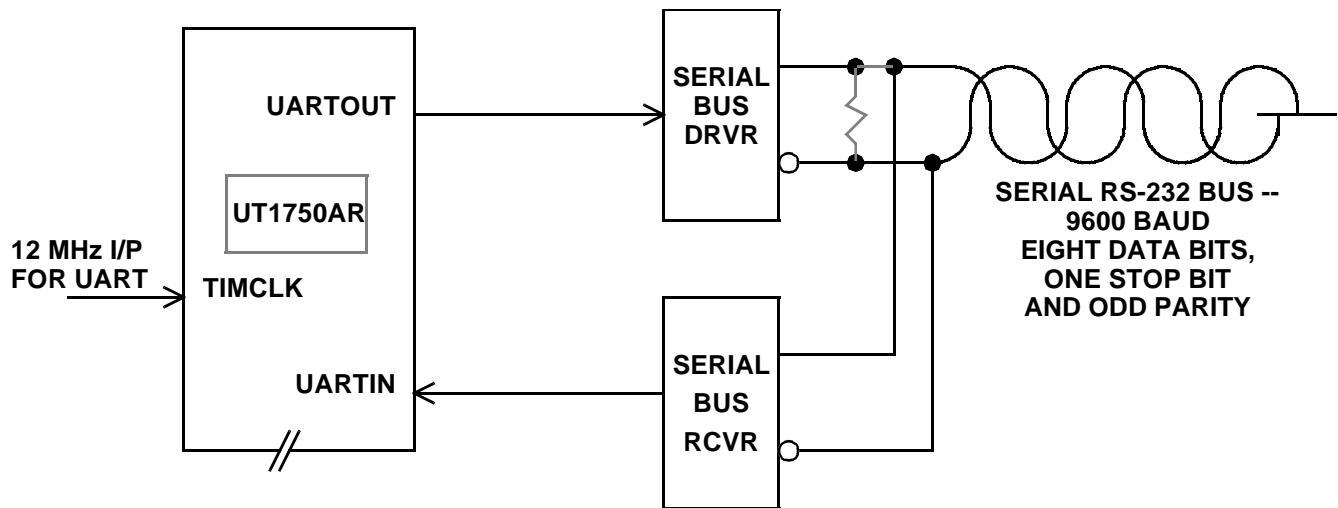 UARTOUT
UT1750AR
12 MHz I/P
FOR UART
TIMCLK
UARTIN
SERIAL
BUS
DRVR
SERIAL
BUS
RCVR
SERIAL RS-232 BUS --
9600 BAUD
EIGHT DATA BITS,
ONE STOP BIT
AND ODD PARITY